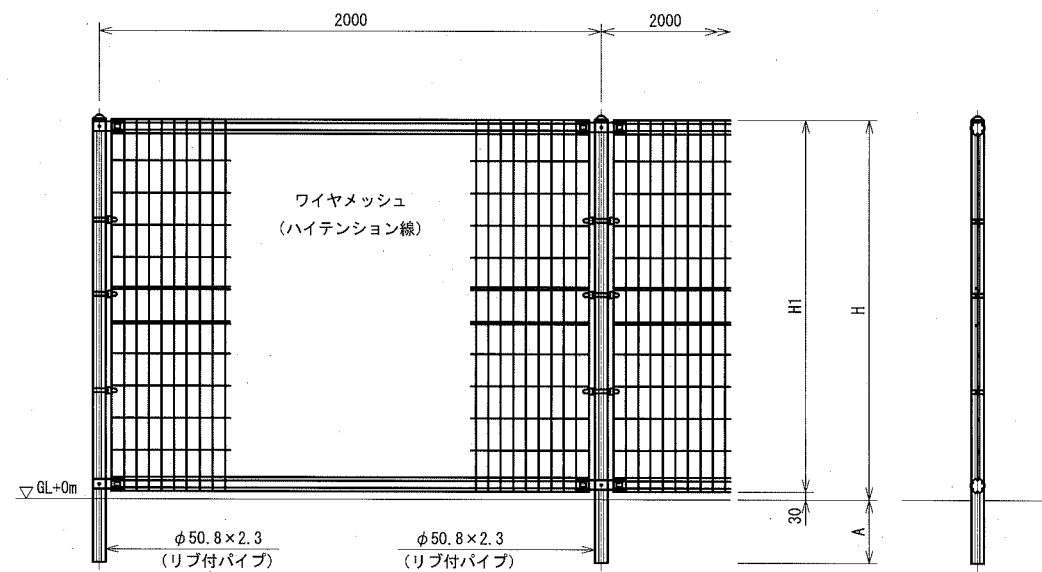 2000
2000
ワイヤメッシュ
(ハイテンション線)
H1
H
GL+0m
30
A
φ50.8×2.3
(リブ付パイプ)
φ50.8×2.3
(リブ付パイプ)